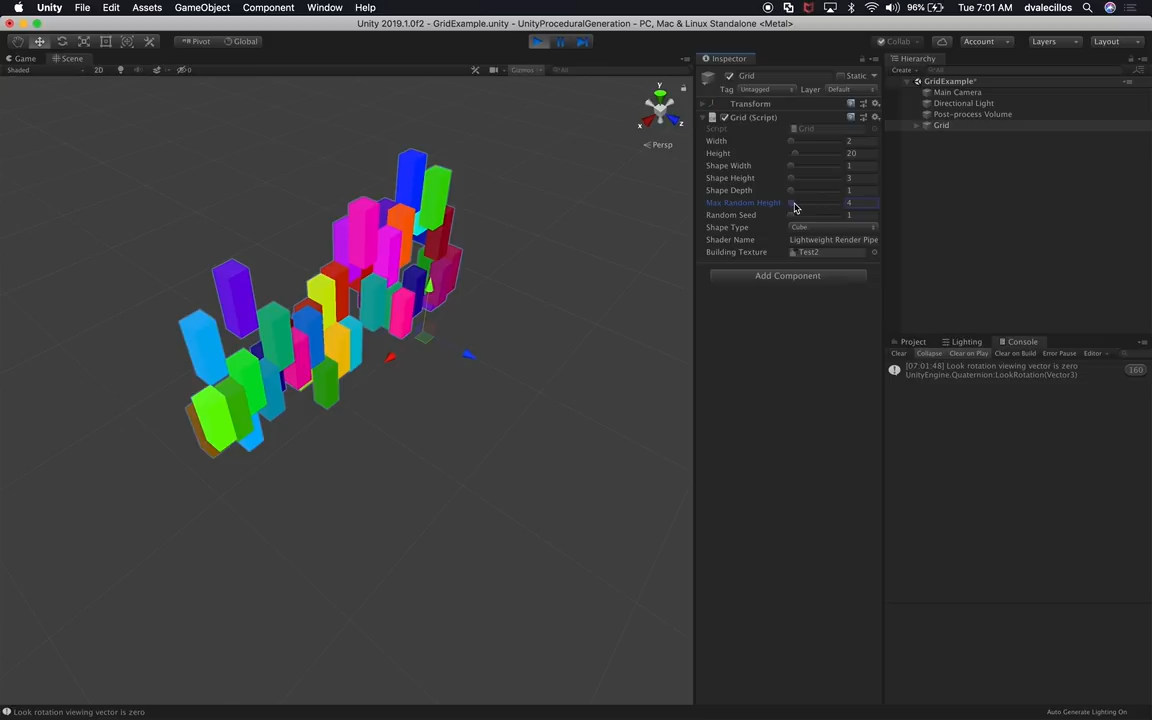 Unity File Edit Assets GameObject Component Window Help 96% Tue 7:01 AM dvalecillos
Unity 2019.1.0f2 - GridExample.unity - UnityProceduralGeneration - PC, Mac & Linux Standalone <Metal>
Pivot Global Collab Account Layers Layout
Game Scene
Shaded 2D 0 Gizmos All
y
x
z
Persp
Inspector
Grid Static
Tag Untagged Layer Default
Transform
Grid (Script)
Script Grid
Width 2
Height 20
Shape Width 1
Shape Height 3
Shape Depth 1
Max Random Height 4
Random Seed 1
Shape Type Cube
Shader Name Lightweight Render Pipe
Building Texture Test2
Add Component
Hierarchy
Create All
GridExample*
Main Camera
Directional Light
Post-process Volume
Grid
Project Lighting Console
Clear Collapse Clear on Play Clear on Build Error Pause Editor
[07:01:48] Look rotation viewing vector is zero
UnityEngine.Quaternion:LookRotation(Vector3)
160
Look rotation viewing vector is zero
Auto Generate Lighting On